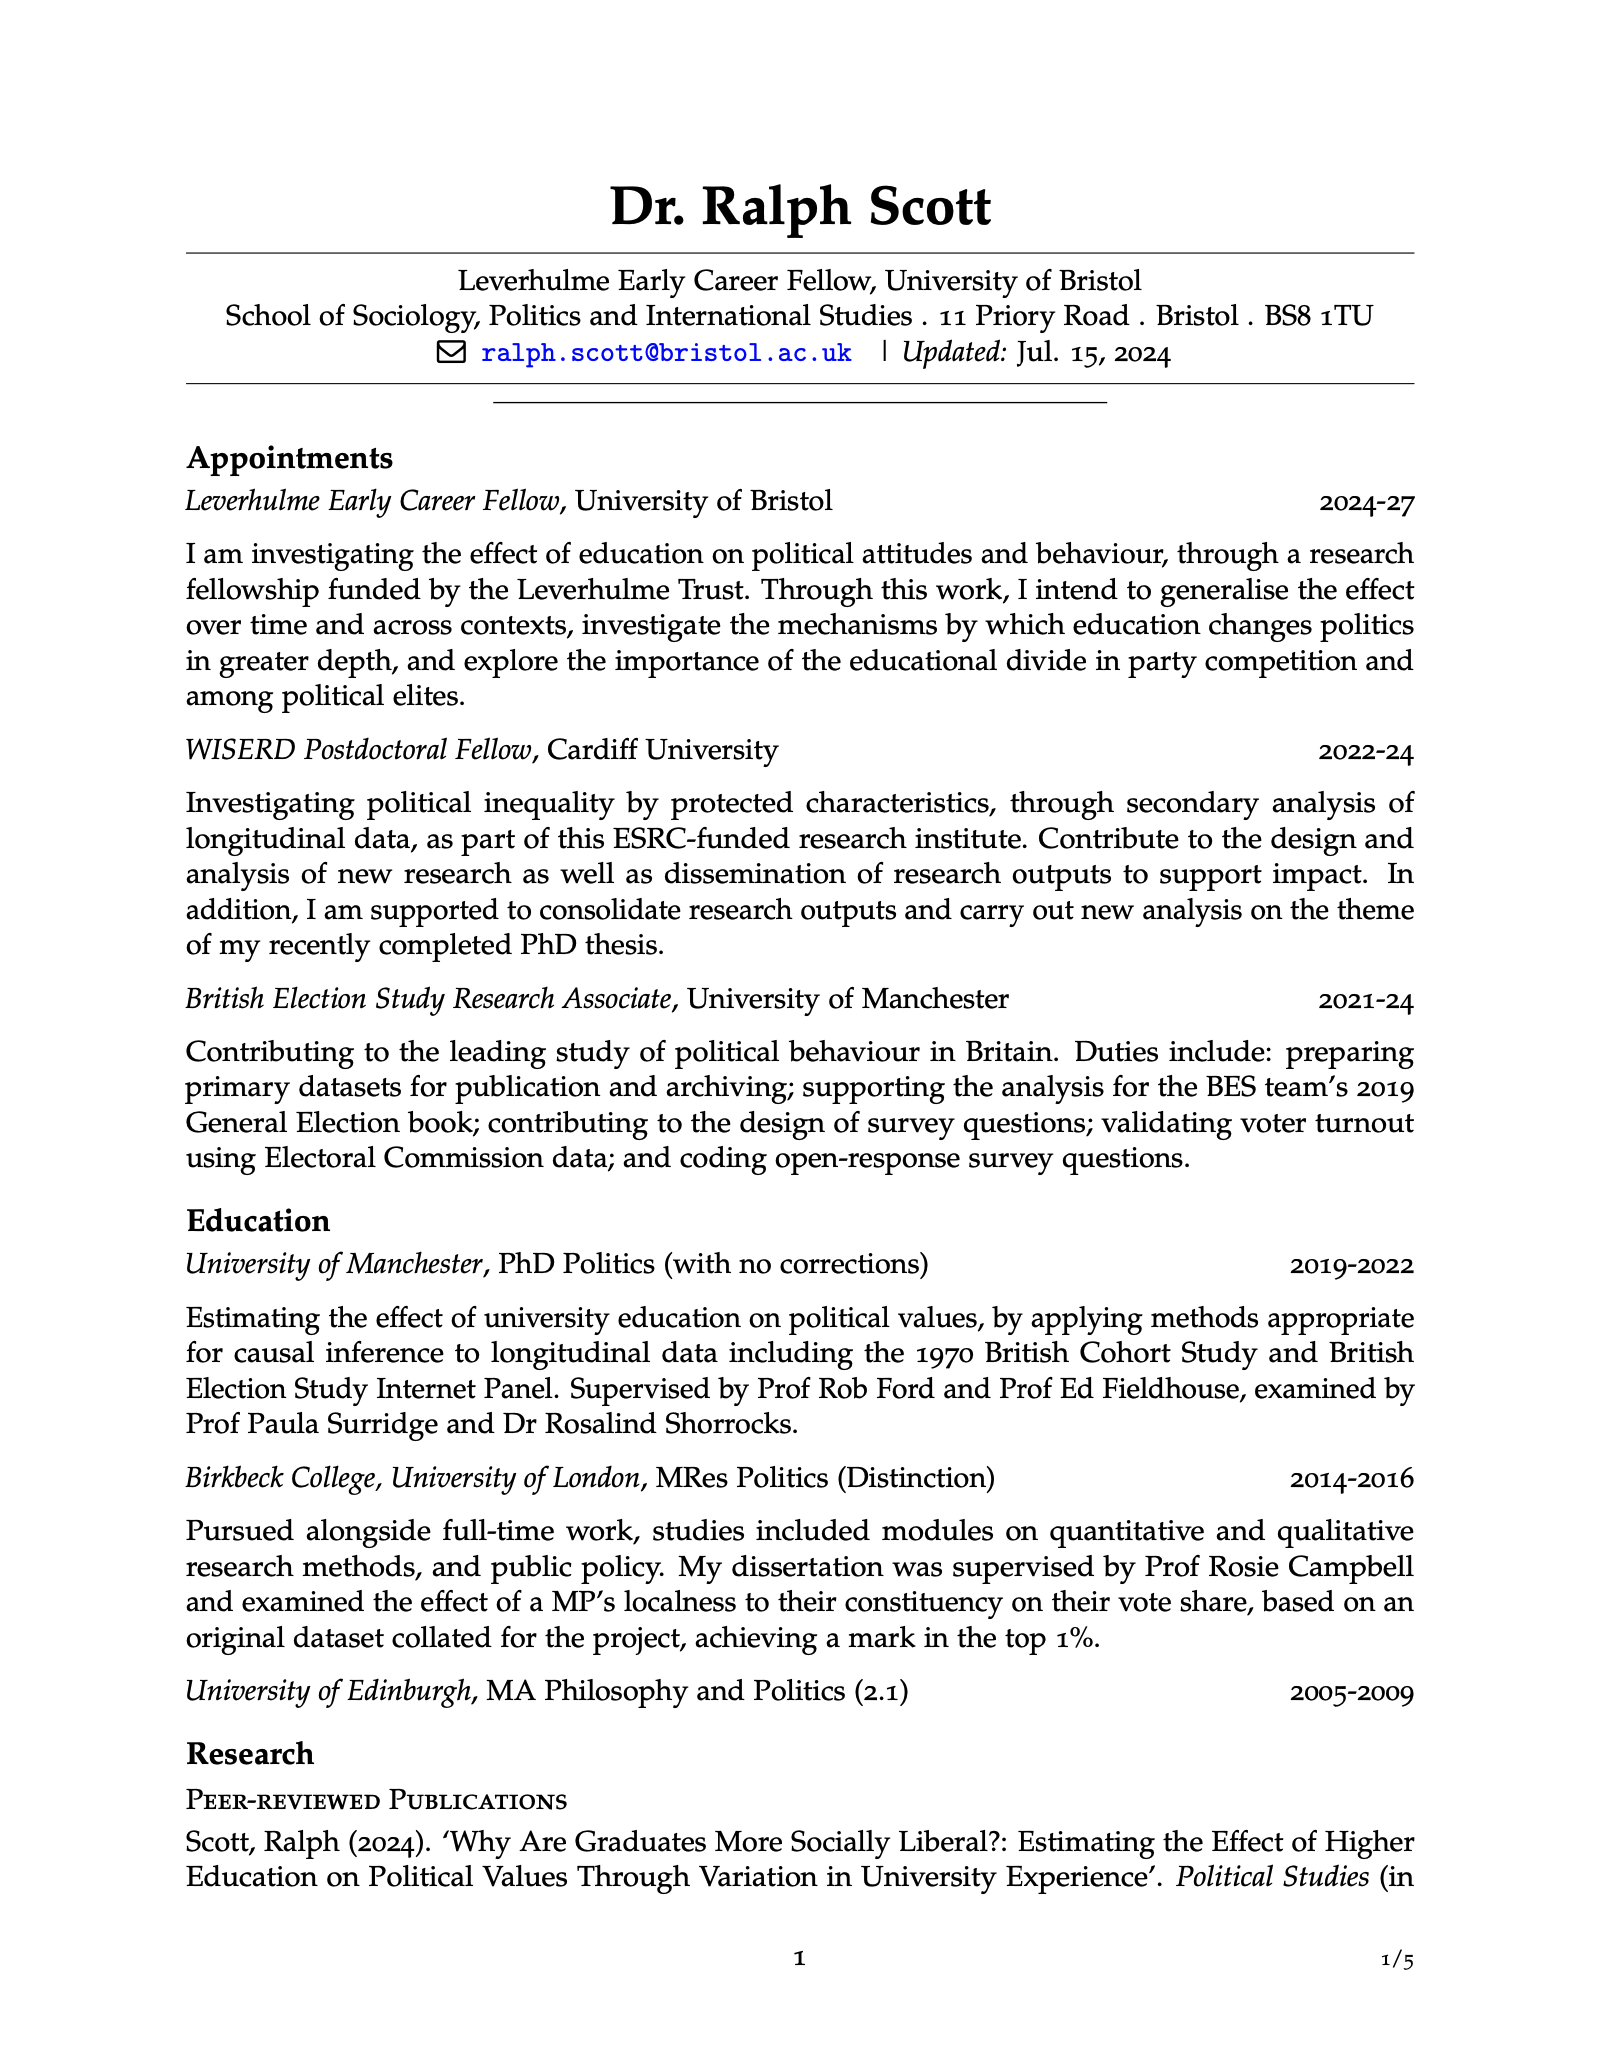 Dr. Ralph Scott
Leverhulme Early Career Fellow, University of Bristol
School of Sociology, Politics and International Studies . 11 Priory Road . Bristol . BS8 1TU
ralph.scott@bristol.ac.uk | Updated: Jul. 15, 2024
Appointments
Leverhulme Early Career Fellow, University of Bristol 2024-27
I am investigating the effect of education on political attitudes and behaviour, through a research
fellowship funded by the Leverhulme Trust. Through this work, I intend to generalise the effect
over time and across contexts, investigate the mechanisms by which education changes politics
in greater depth, and explore the importance of the educational divide in party competition and
among political elites.
WISERD Postdoctoral Fellow, Cardiff University 2022-24
Investigating political inequality by protected characteristics, through secondary analysis of
longitudinal data, as part of this ESRC-funded research institute. Contribute to the design and
analysis of new research as well as dissemination of research outputs to support impact. In
addition, I am supported to consolidate research outputs and carry out new analysis on the theme
of my recently completed PhD thesis.
British Election Study Research Associate, University of Manchester 2021-24
Contributing to the leading study of political behaviour in Britain. Duties include: preparing
primary datasets for publication and archiving; supporting the analysis for the BES team's 2019
General Election book; contributing to the design of survey questions; validating voter turnout
using Electoral Commission data; and coding open-response survey questions.
Education
University of Manchester, PhD Politics (with no corrections) 2019-2022
Estimating the effect of university education on political values, by applying methods appropriate
for causal inference to longitudinal data including the 1970 British Cohort Study and British
Election Study Internet Panel. Supervised by Prof Rob Ford and Prof Ed Fieldhouse, examined by
Prof Paula Surridge and Dr Rosalind Shorrocks.
Birkbeck College, University of London, MRes Politics (Distinction) 2014-2016
Pursued alongside full-time work, studies included modules on quantitative and qualitative
research methods, and public policy. My dissertation was supervised by Prof Rosie Campbell
and examined the effect of a MP's localness to their constituency on their vote share, based on an
original dataset collated for the project, achieving a mark in the top 1%.
University of Edinburgh, MA Philosophy and Politics (2.1) 2005-2009
Research
Peer-reviewed Publications
Scott, Ralph (2024). 'Why Are Graduates More Socially Liberal?: Estimating the Effect of Higher
Education on Political Values Through Variation in University Experience'. Political Studies (in
1 1/5